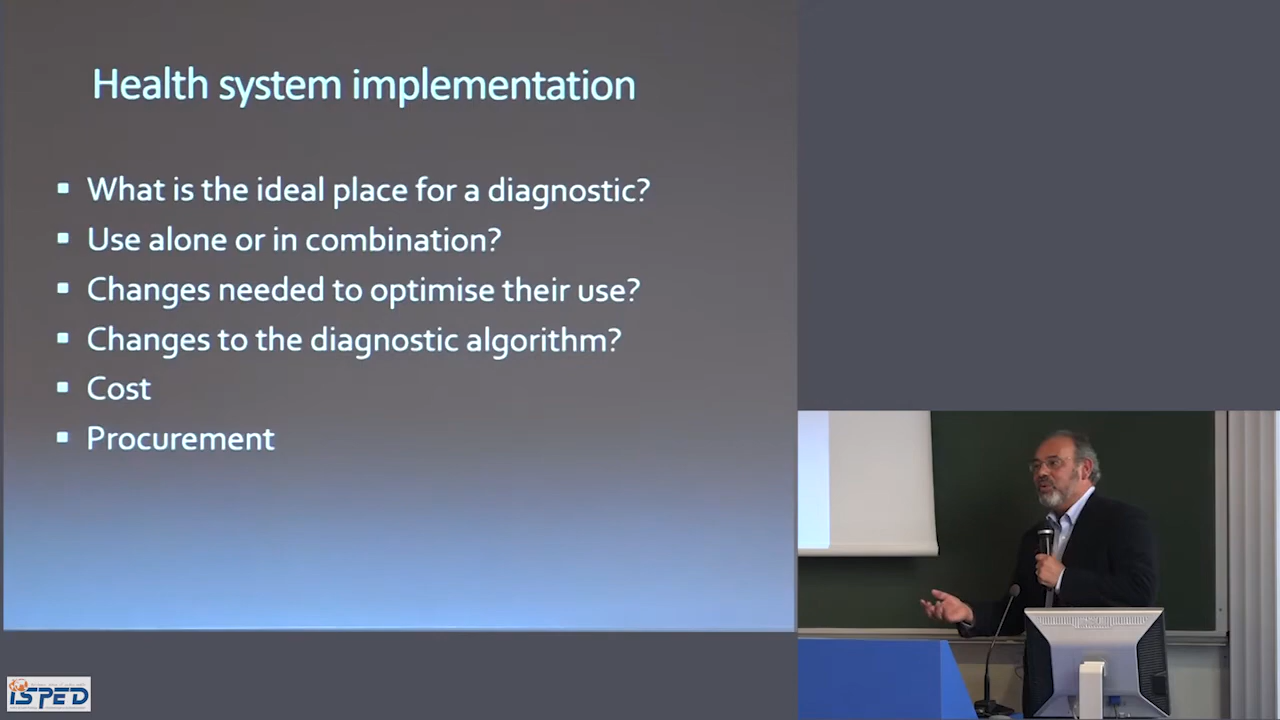 Health system implementation
What is the ideal place for a diagnostic?
Use alone or in combination?
Changes needed to optimise their use?
Changes to the diagnostic algorithm?
Cost
Procurement
ISPED